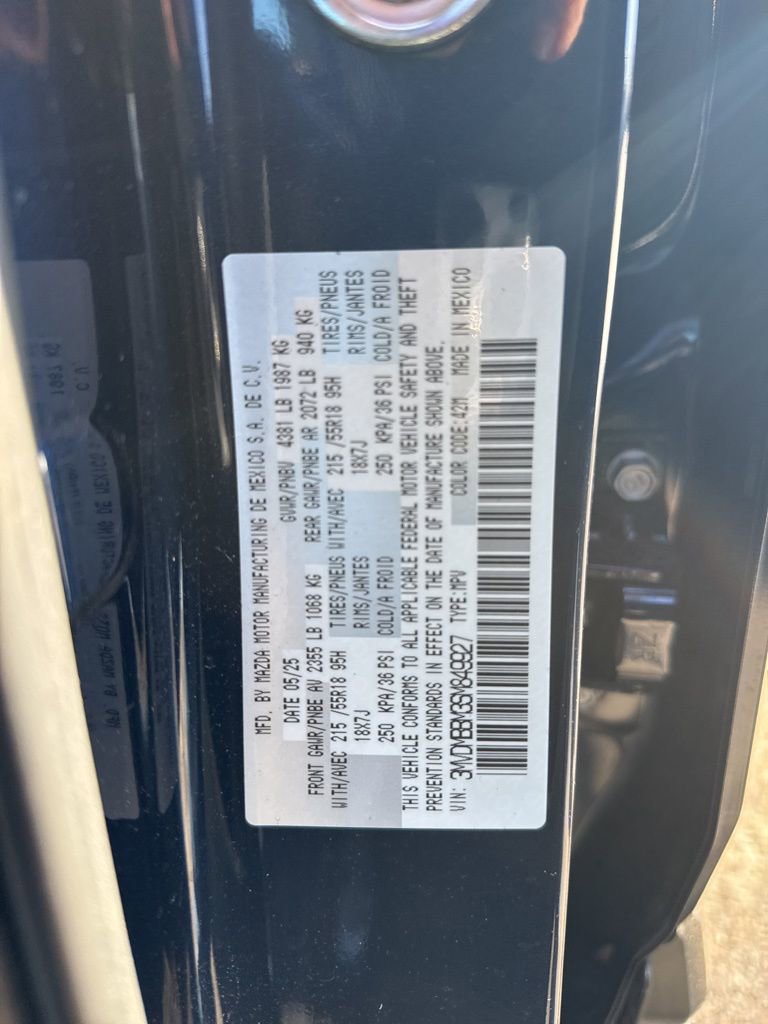 MFD. BY MAZDA MOTOR MANUFACTURING DE MEXICO S.A. DE C.V.
DATE 05/25 GVWR/PNBV 4381 LB 1987 KG
FRONT GAWR/PNBE AV 2355 LB 1068 KG REAR GAWR/PNBE AR 2072 LB 940 KG
WITH/AVEC 215 /55R18 95H TIRES/PNEUS WITH/AVEC 215 /55R18 95H TIRES/PNEUS
18X7J RIMS/JANTES 18X7J RIMS/JANTES
250 KPA/36 PSI COLD/A FROID 250 KPA/36 PSI COLD/A FROID
THIS VEHICLE CONFORMS TO ALL APPLICABLE FEDERAL MOTOR VEHICLE SAFETY AND THEFT
PREVENTION STANDARDS IN EFFECT ON THE DATE OF MANUFACTURE SHOWN ABOVE.
VIN: 3MVDMBBM3SM849927 TYPE:MPV COLOR CODE:42M MADE IN MEXICO